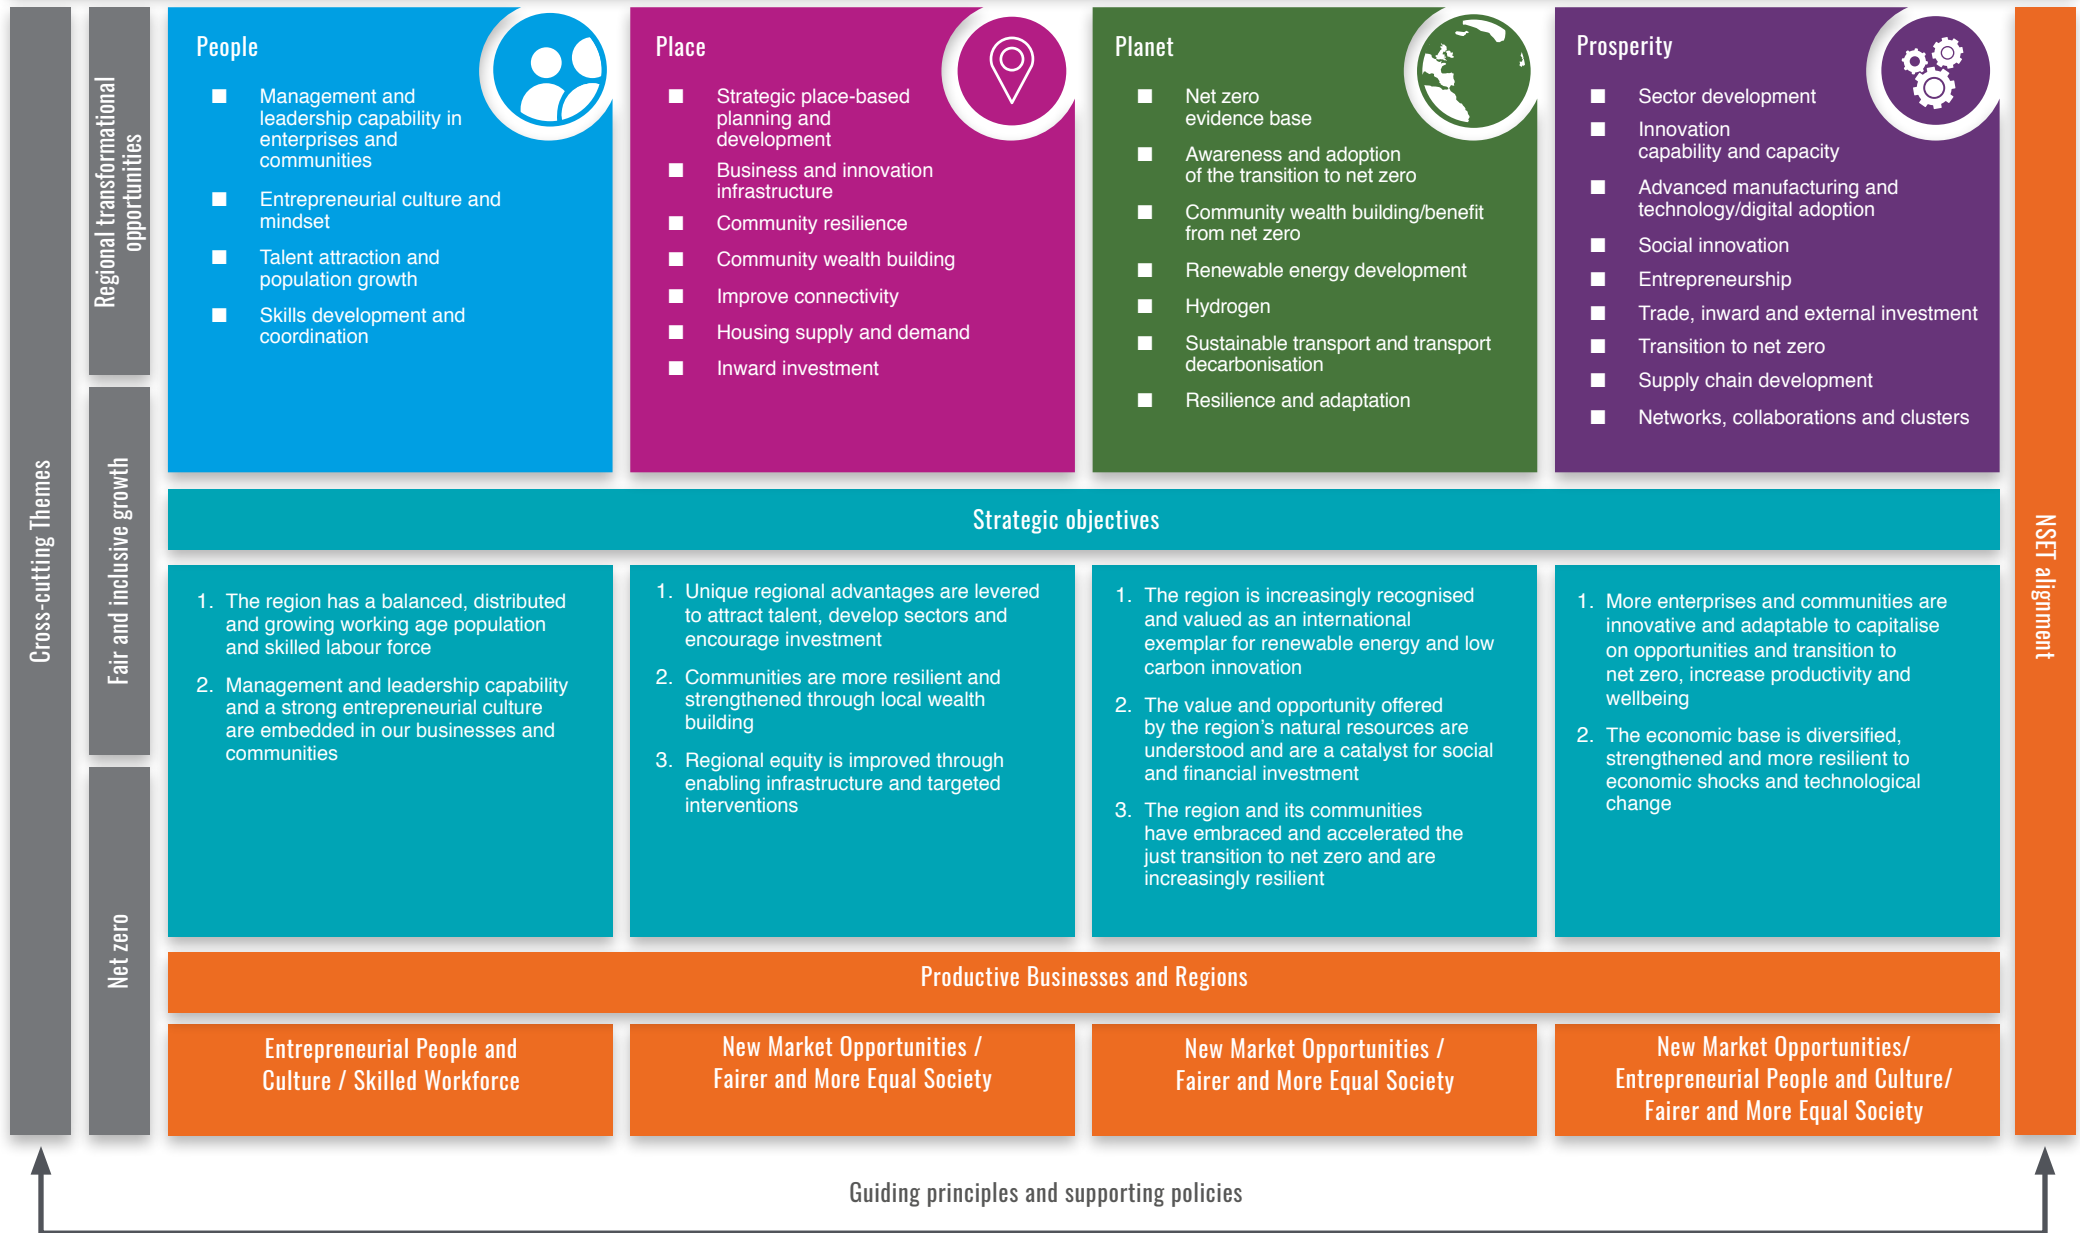 Cross-cutting Themes
Regional transformational
opportunities
Fair and inclusive growth
Net zero
People
Management and
leadership capability in
enterprises and
communities
Entrepreneurial culture and
mindset
Talent attraction and
population growth
Skills development and
coordination
Place
Strategic place-based
planning and
development
Business and innovation
infrastructure
Community resilience
Community wealth building
Improve connectivity
Housing supply and demand
Inward investment
Planet
Net zero
evidence base
Awareness and adoption
of the transition to net zero
Community wealth building/benefit
from net zero
Renewable energy development
Hydrogen
Sustainable transport and transport
decarbonisation
Resilience and adaptation
Prosperity
Sector development
Innovation
capability and capacity
Advanced manufacturing and
technology/digital adoption
Social innovation
Entrepreneurship
Trade, inward and external investment
Transition to net zero
Supply chain development
Networks, collaborations and clusters
Strategic objectives
1. The region has a balanced, distributed
and growing working age population
and skilled labour force
2. Management and leadership capability
and a strong entrepreneurial culture
are embedded in our businesses and
communities
1. Unique regional advantages are levered
to attract talent, develop sectors and
encourage investment
2. Communities are more resilient and
strengthened through local wealth
building
3. Regional equity is improved through
enabling infrastructure and targeted
interventions
1. The region is increasingly recognised
and valued as an international
exemplar for renewable energy and low
carbon innovation
2. The value and opportunity offered
by the region's natural resources are
understood and are a catalyst for social
and financial investment
3. The region and its communities
have embraced and accelerated the
just transition to net zero and are
increasingly resilient
1. More enterprises and communities are
innovative and adaptable to capitalise
on opportunities and transition to
net zero, increase productivity and
wellbeing
2. The economic base is diversified,
strengthened and more resilient to
economic shocks and technological
change
Productive Businesses and Regions
Entrepreneurial People and
Culture / Skilled Workforce
New Market Opportunities /
Fairer and More Equal Society
New Market Opportunities /
Fairer and More Equal Society
New Market Opportunities/
Entrepreneurial People and Culture/
Fairer and More Equal Society
NSET alignment
Guiding principles and supporting policies